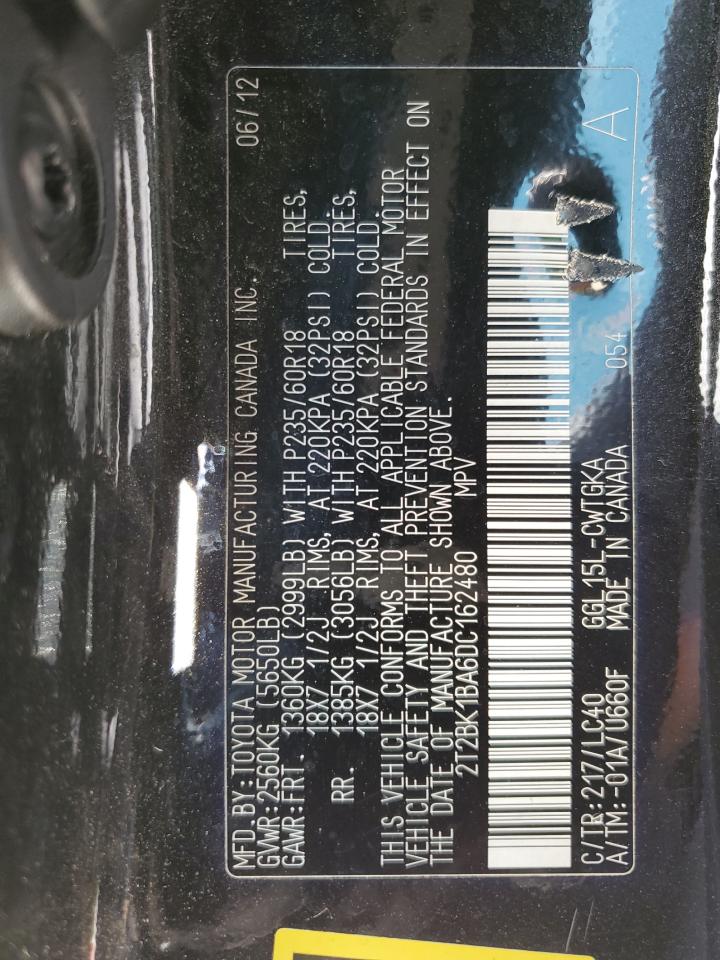 MFD BY:TOYOTA MOTOR MANUFACTURING CANADA INC. 06/12
GVWR:2560KG (5650LB)
GAWR:FRT. 1360KG (2999LB) WITH P235/60R18 TIRES,
18X7 1/2J RIMS, AT 220KPA (32PSI) COLD.
RR. 1385KG (3056LB) WITH P235/60R18 TIRES,
18X7 1/2J RIMS, AT 220KPA (32PSI) COLD.
THIS VEHICLE CONFORMS TO ALL APPLICABLE FEDERAL MOTOR
VEHICLE SAFETY AND THEFT PREVENTION STANDARDS IN EFFECT ON
THE DATE OF MANUFACTURE SHOWN ABOVE.
2T2BK1BA6DC162480 MPV
C/TR:217/LC40 GGL15L-CWTGKA 054 A
A/TM:-01A/U660F MADE IN CANADA